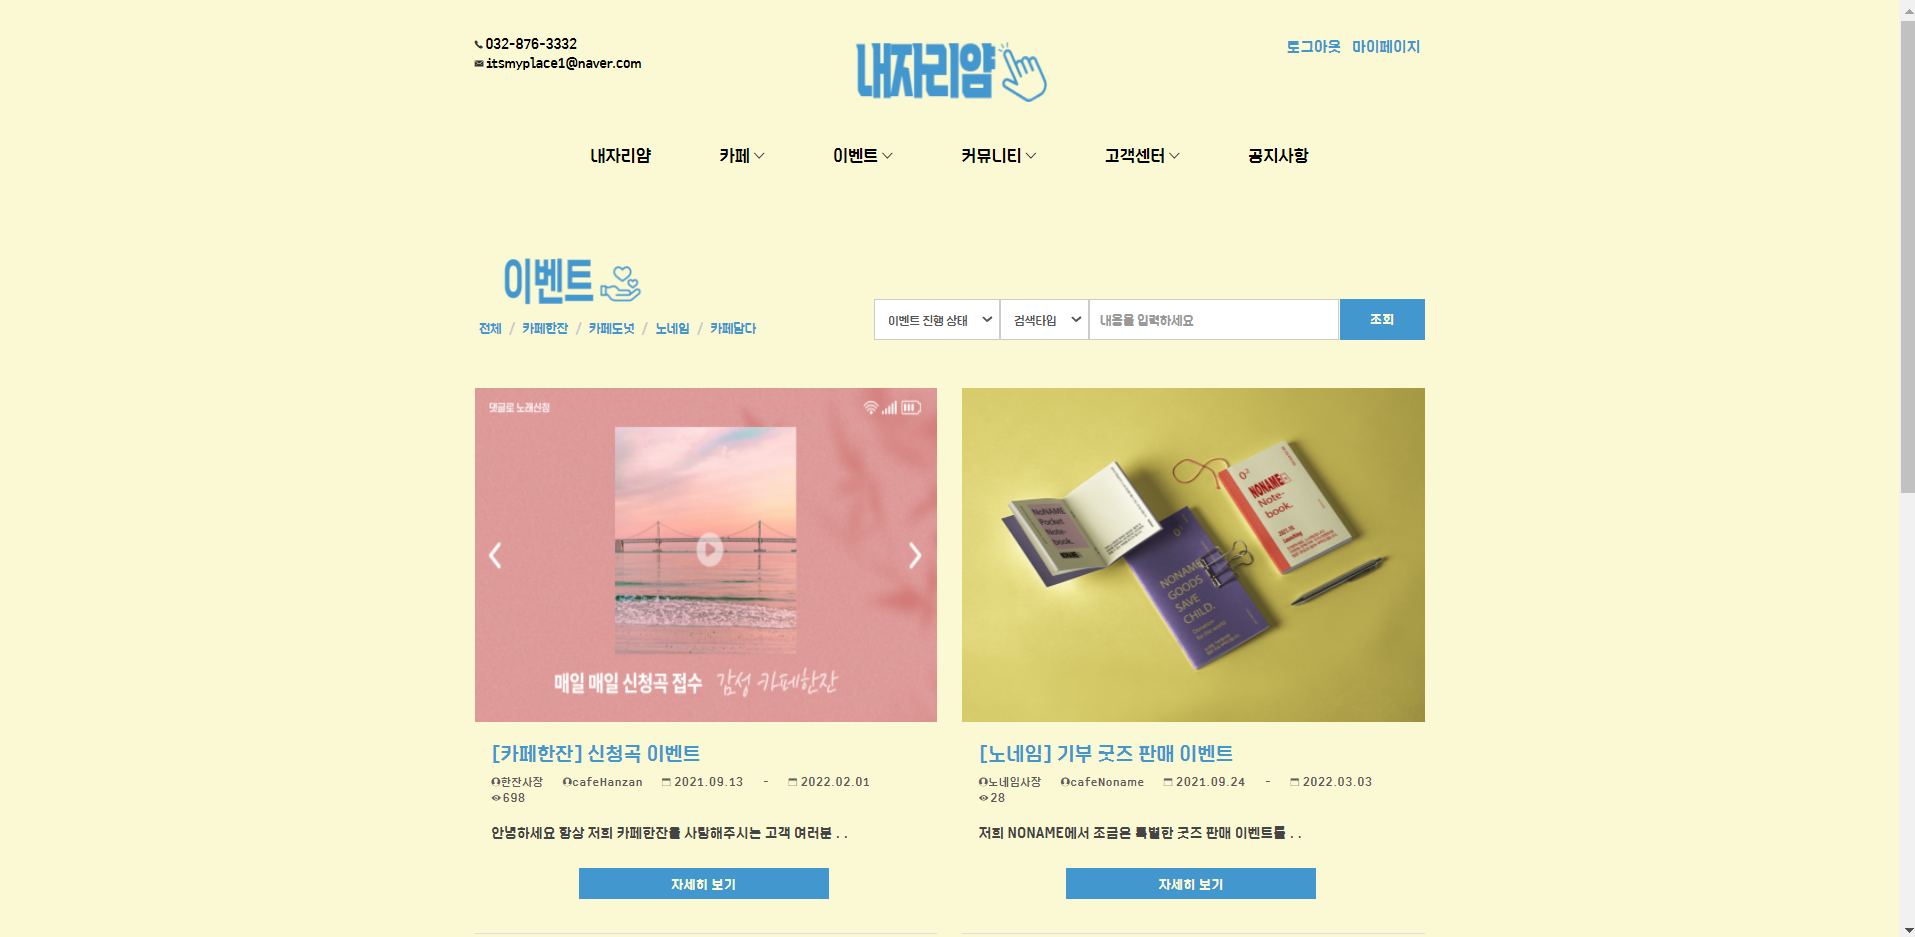 032-876-3332
itsmyplace1@naver.com
내자리얌
로그아웃 마이페이지
내자리얌 카페 이벤트 커뮤니티 고객센터 공지사항
이벤트
전체 / 카페한잔 / 카페도넛 / 노네임 / 카페담다
이벤트 진행 상태 검색타입 내용을 입력하세요 조회
댓글로 노래신청
매일 매일 신청곡 접수 감성 카페한잔
[카페한잔] 신청곡 이벤트
한잔사장 cafeHanzan 2021.09.13 - 2022.02.01
698
안녕하세요 항상 저희 카페한잔을 사랑해주시는 고객 여러분 . .
자세히 보기
NoNAME
Pocket
Note-
book.
NONAME
NONAME
GOODS
SAVE
CHILD.
Donation
for the world
02
NONAME
Note-
book.
2021.10
Launching
[노네임] 기부 굿즈 판매 이벤트
노네임사장 cafeNoname 2021.09.24 - 2022.03.03
28
저희 NONAME에서 조금은 특별한 굿즈 판매 이벤트를 . .
자세히 보기